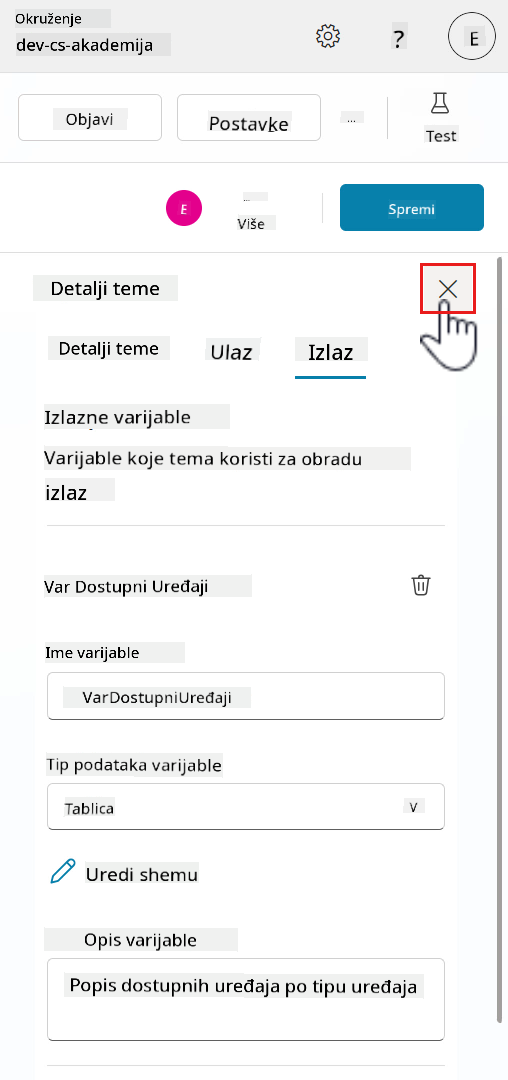 Okruženje
dev-cs-akademija
?
E
Objavi
Postavke
...
Test
E
...
Više
Spremi
Detalji teme
Detalji teme
Ulaz
Izlaz
Izlazne varijable
Varijable koje tema koristi za obradu
izlaz
Var Dostupni Uređaji
Ime varijable
VarDostupniUređaji
Tip podataka varijable
Tablica
V
Uredi shemu
Opis varijable
Popis dostupnih uređaja po tipu uređaja